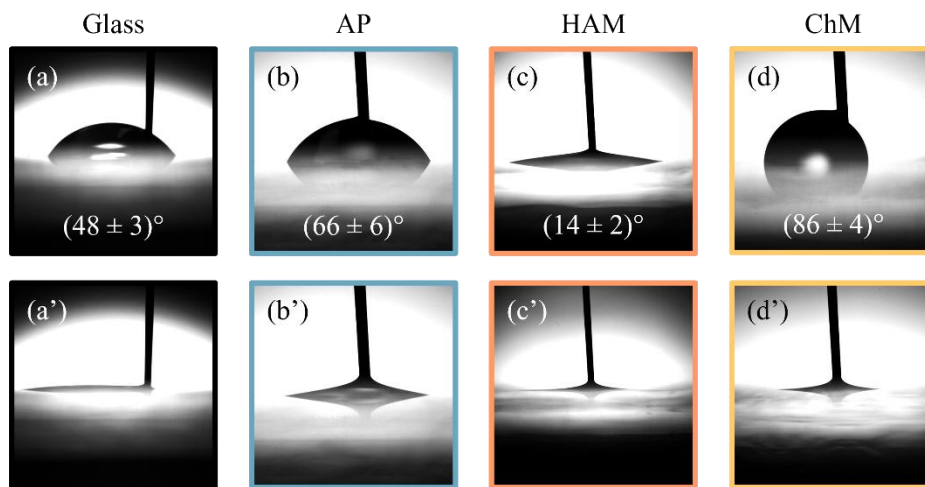 Glass AP HAM ChM
(a) (b) (c) (d)
(48 ± 3)° (66 ± 6)° (14 ± 2)° (86 ± 4)°
(a’) (b’) (c’) (d’)